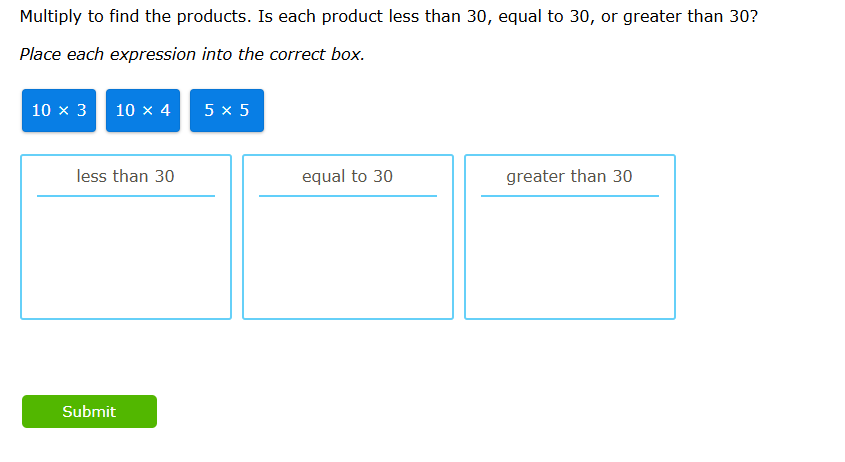 Multiply to find the products. Is each product less than 30, equal to 30, or greater than 30?
Place each expression into the correct box.
10 × 3 10 × 4 5 × 5
less than 30 equal to 30 greater than 30
Submit